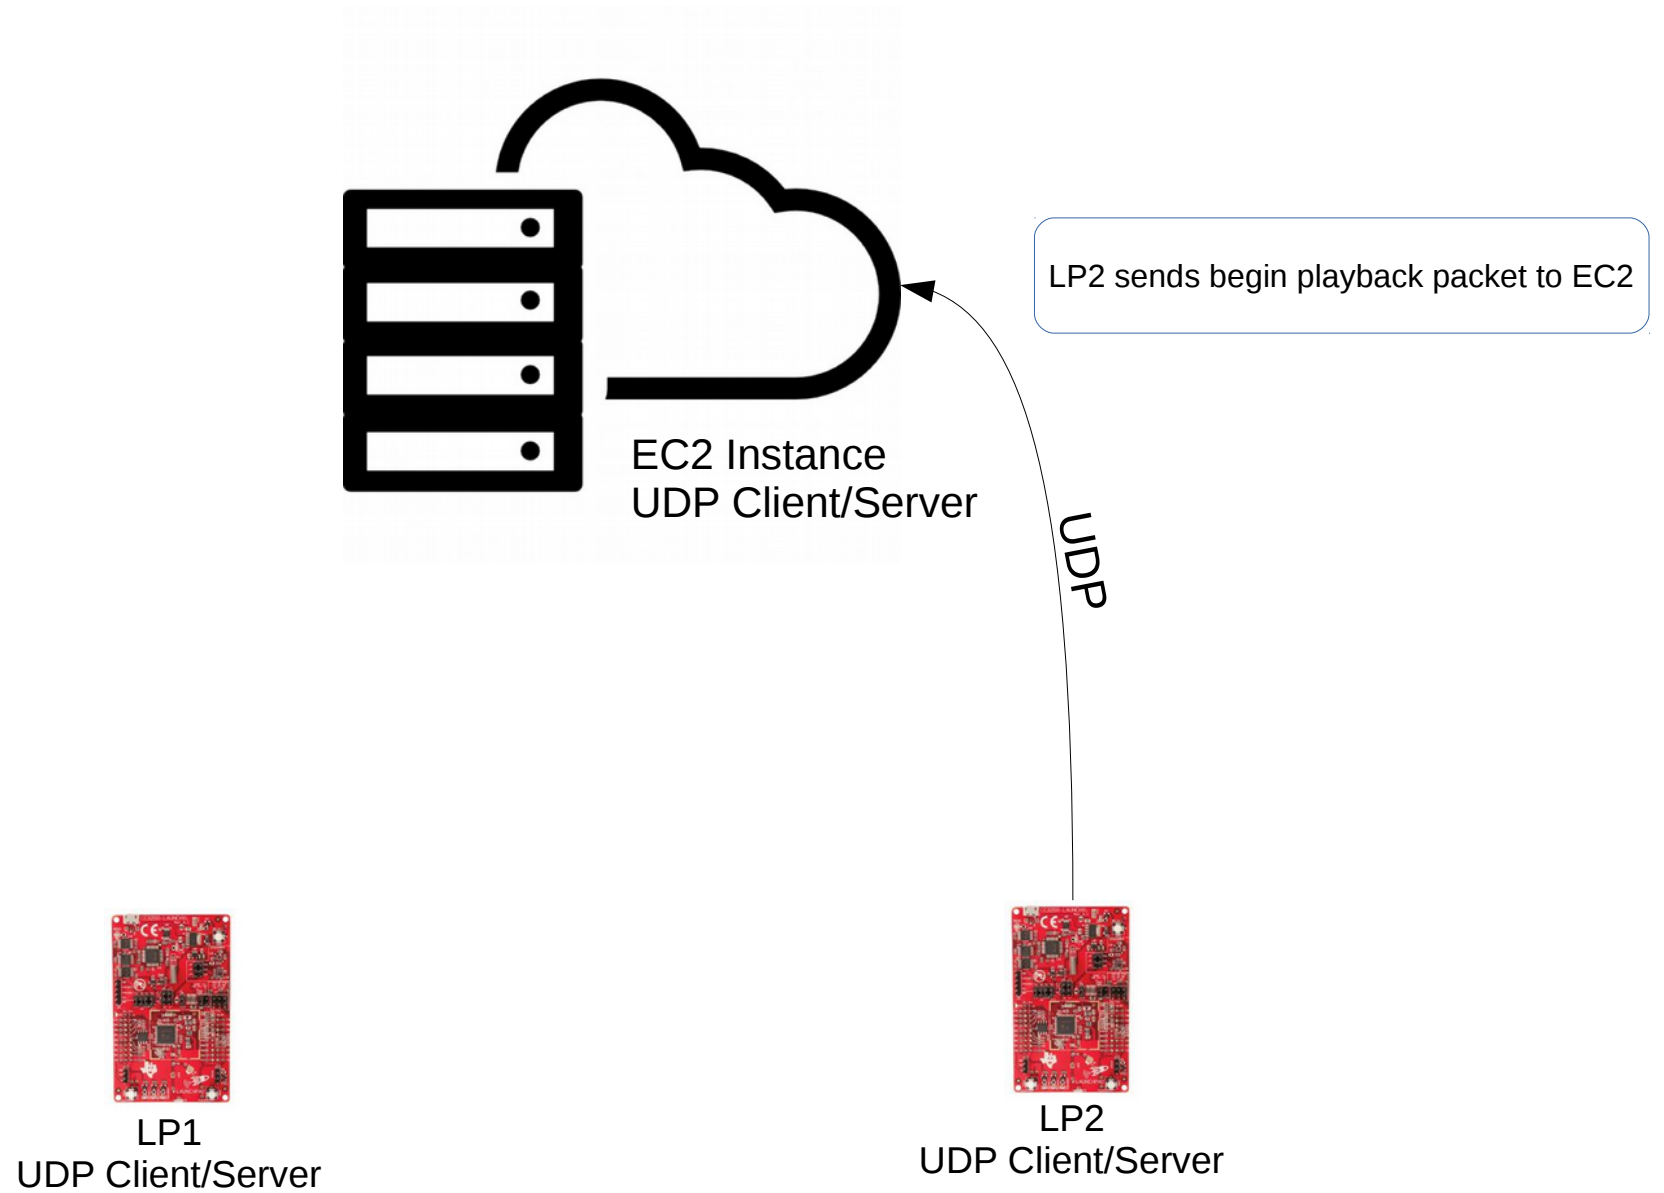 LP2 sends begin playback packet to EC2
EC2 Instance
UDP Client/Server
UDP
LP1
UDP Client/Server
LP2
UDP Client/Server